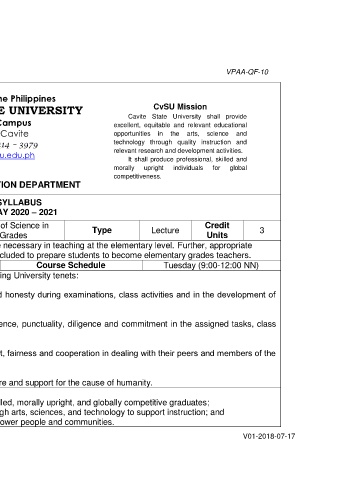 VPAA-QF-10
ne Philippines
E UNIVERSITY
Campus
Cavite
414 – 3979
u.edu.ph
CvSU Mission
Cavite State University shall provide
excellent, equitable and relevant educational
opportunities in the arts, science and
technology through quality instruction and
relevant research and development activities.
It shall produce professional, skilled and
morally upright individuals for global
competitiveness.
TION DEPARTMENT
SYLLABUS
AY 2020 – 2021
of Science in
Grades
Type
Lecture
Credit
Units
3
e necessary in teaching at the elementary level. Further, appropriate
cluded to prepare students to become elementary grades teachers.
Course Schedule
Tuesday (9:00-12:00 NN)
ing University tenets:
d honesty during examinations, class activities and in the development of
ence, punctuality, diligence and commitment in the assigned tasks, class
t, fairness and cooperation in dealing with their peers and members of the
re and support for the cause of humanity.
lled, morally upright, and globally competitive graduates;
gh arts, sciences, and technology to support instruction; and
ower people and communities.
V01-2018-07-17